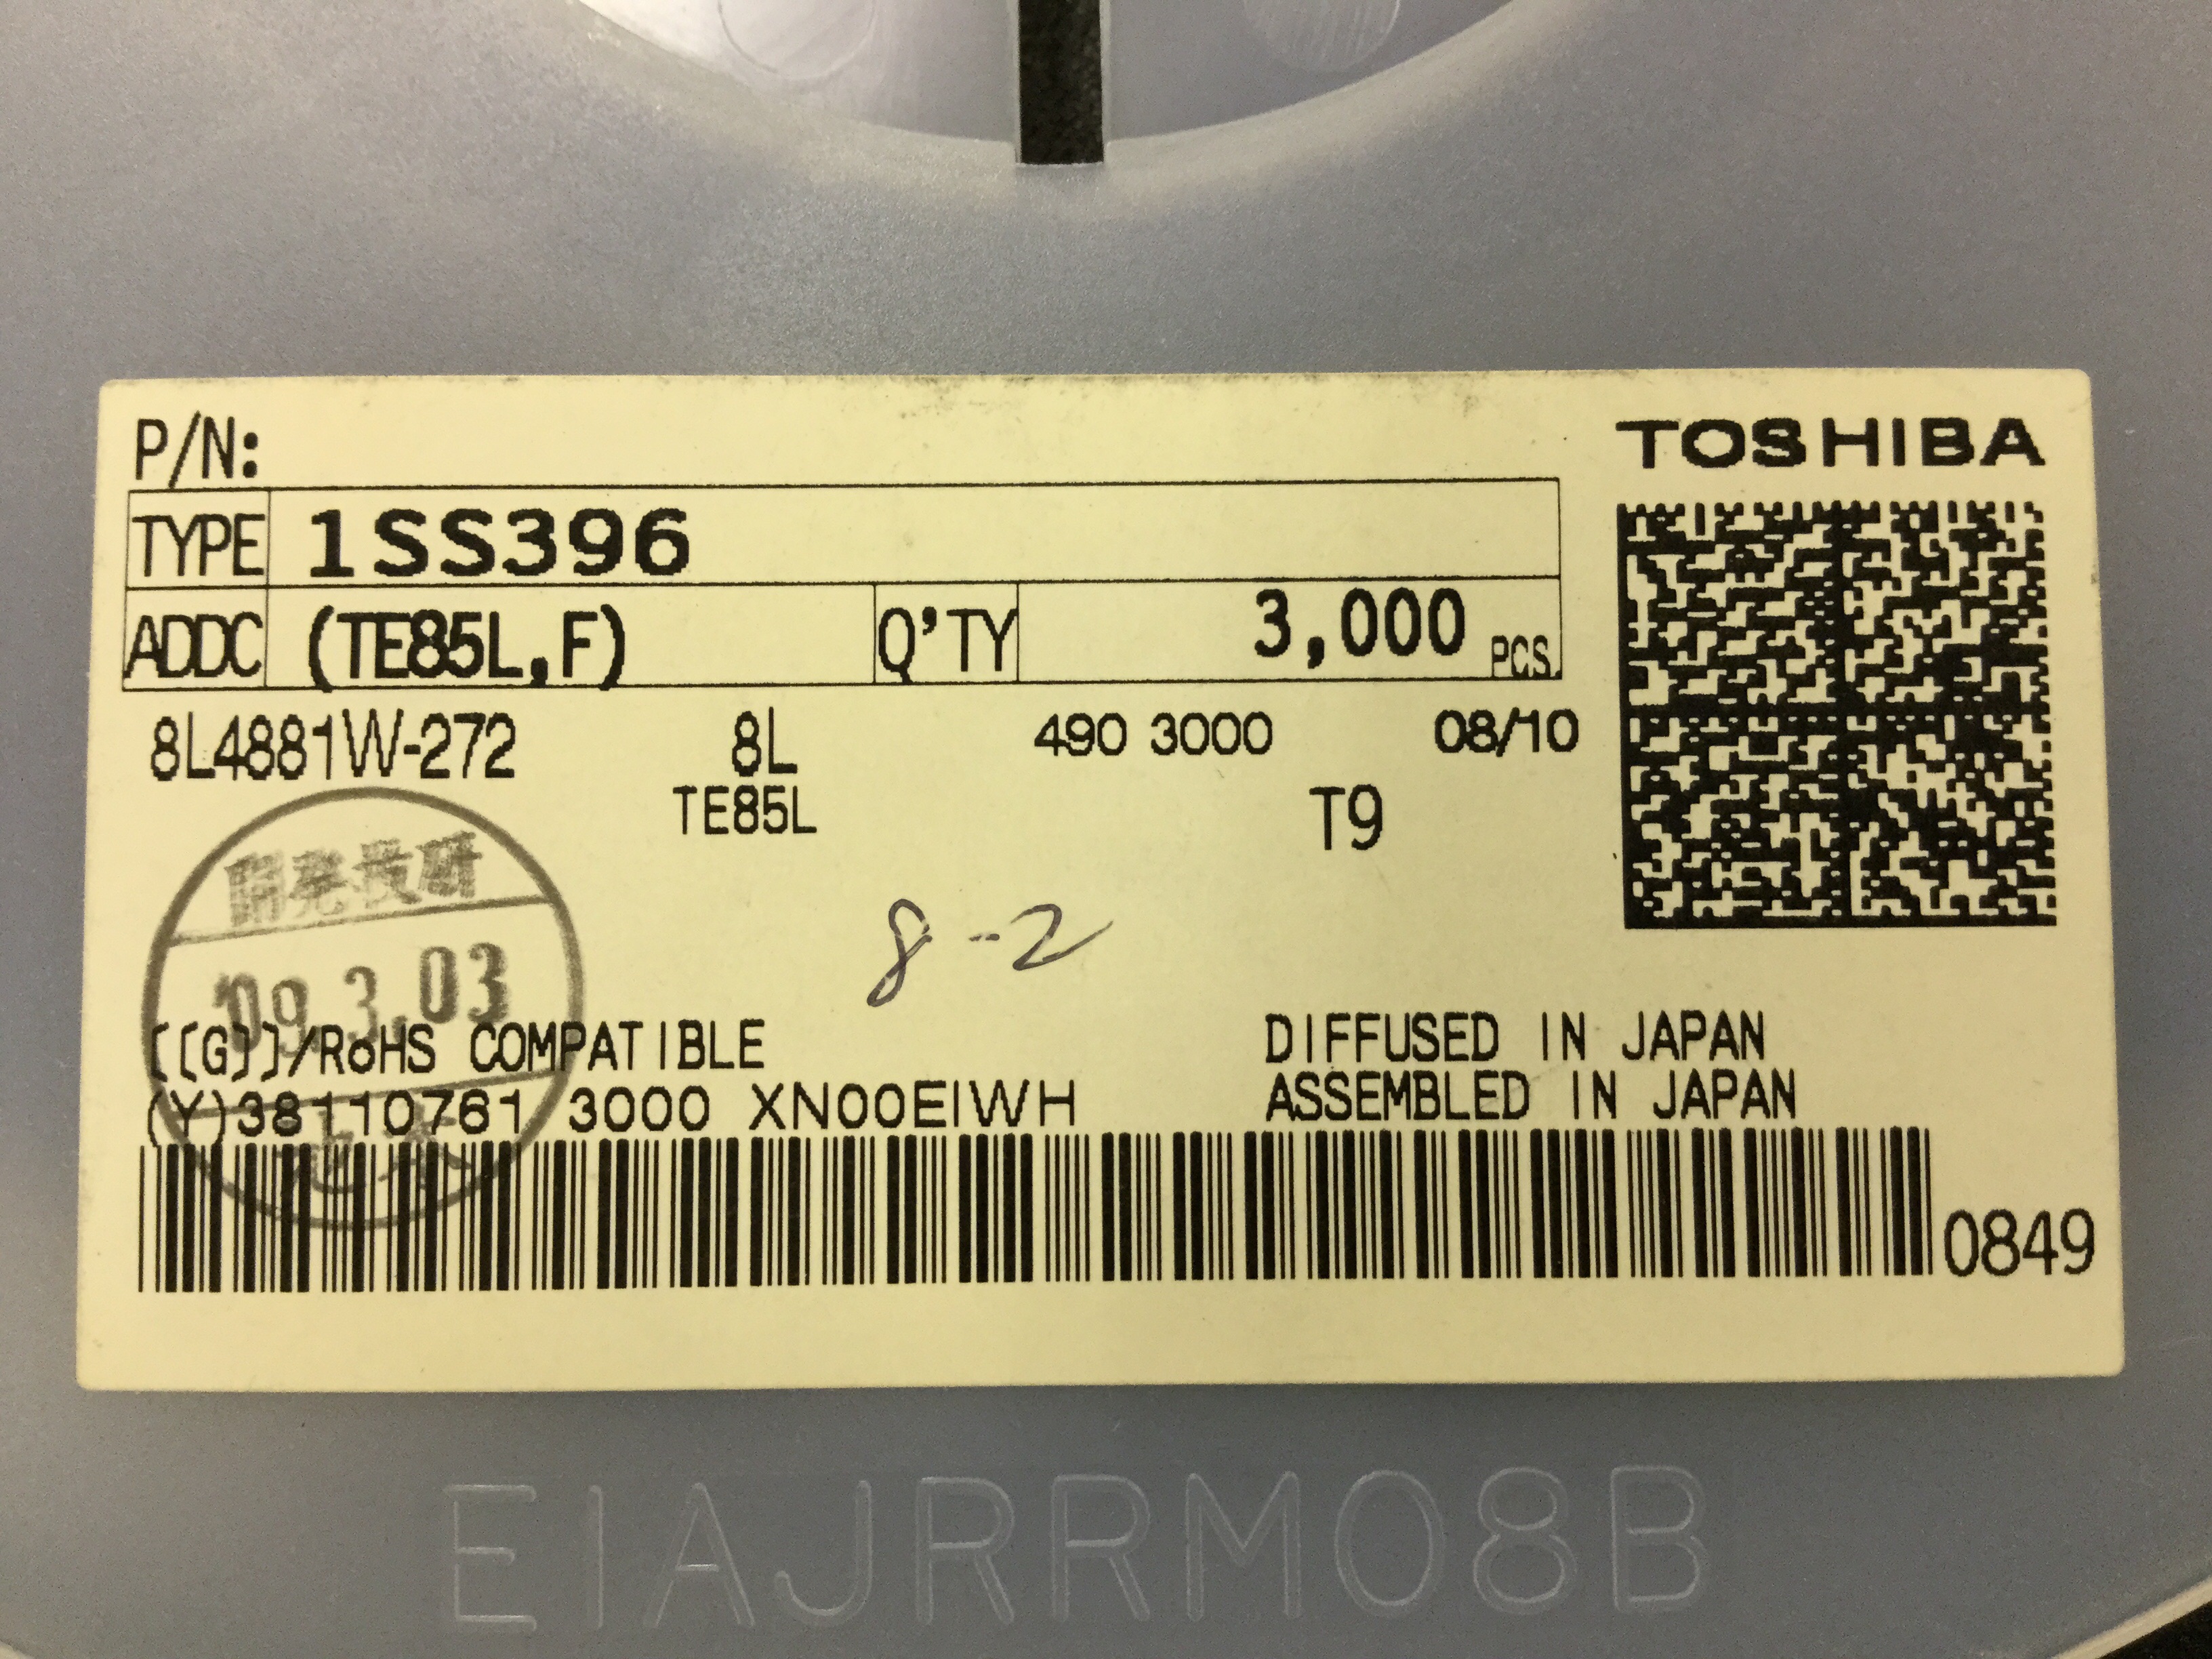 P/N:
TOSHIBA
TYPE 1SS396
ADDC (TE85L,F) Q'TY 3,000 PCS.
8L4881W-272 8L 490 3000 08/10
TE85L T9
開発技研
8-2
'09.3.03
[[G]]/RoHS COMPATIBLE
DIFFUSED IN JAPAN
(Y)38110761 3000 XN00EIWH
ASSEMBLED IN JAPAN
0849
EIAJRRM08B